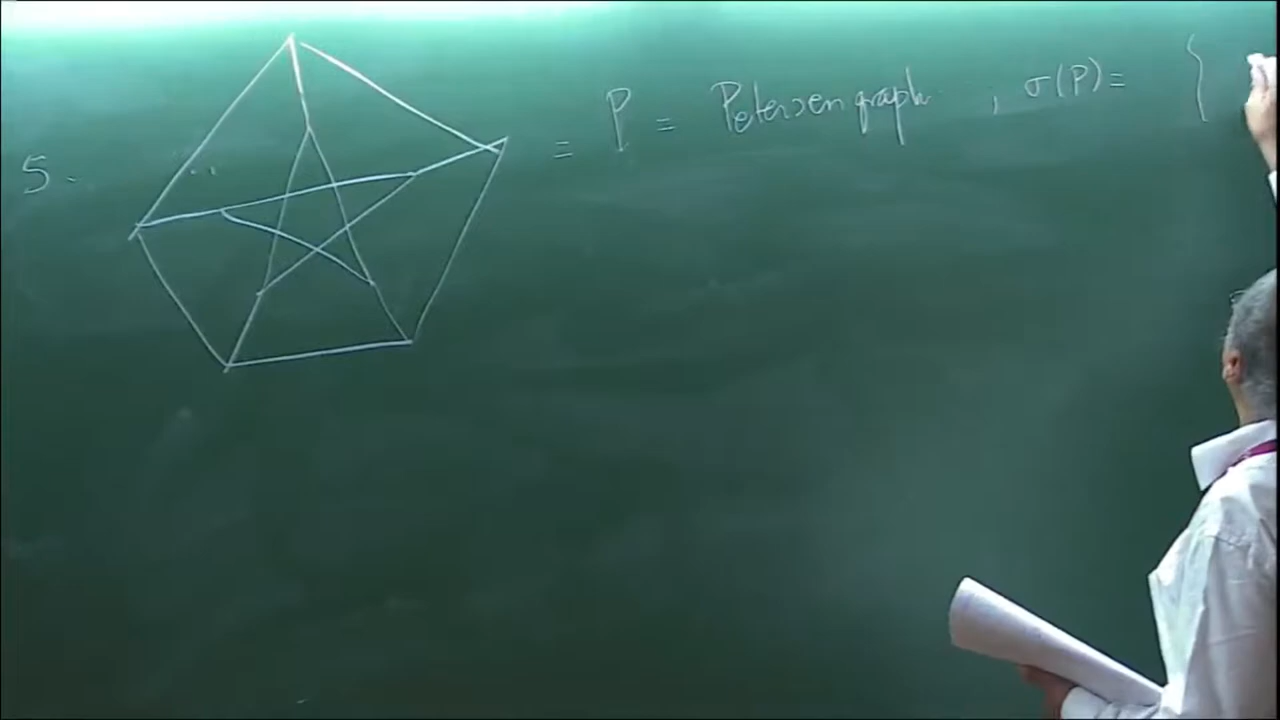 5. = P = Petersen graph , σ(P) = {